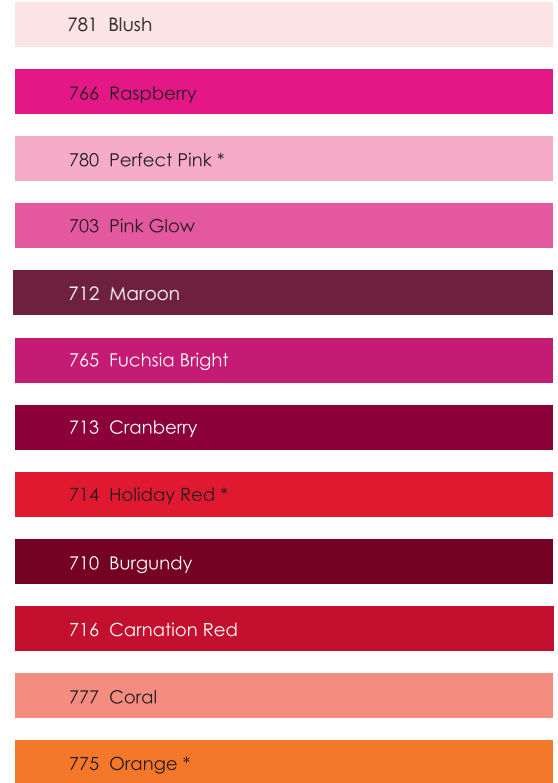 781 Blush
766 Raspberry
780 Perfect Pink *
703 Pink Glow
712 Maroon
765 Fuchsia Bright
713 Cranberry
714 Holiday Red *
710 Burgundy
716 Carnation Red
777 Coral
775 Orange *